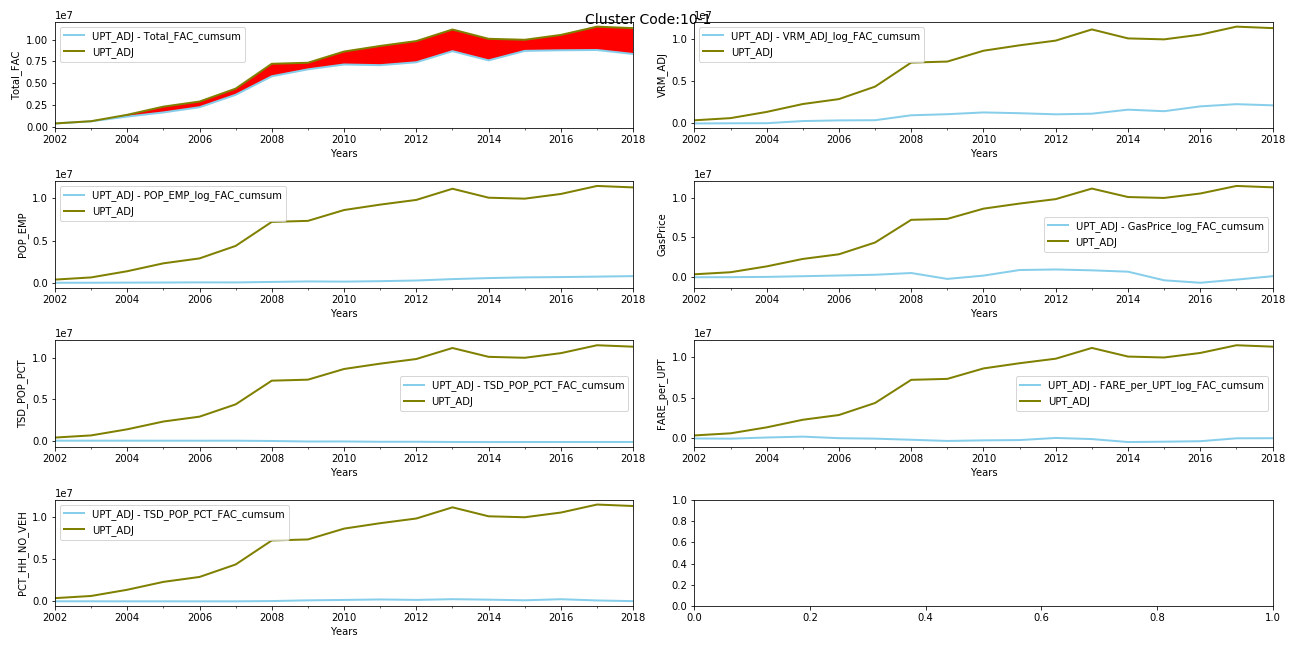 Cluster Code:10-1
1e7
UPT_ADJ - Total_FAC_cumsum
UPT_ADJ
Total_FAC
1.00
0.75
0.50
0.25
0.00
2002 2004 2006 2008 2010 2012 2014 2016 2018
Years
1e7
UPT_ADJ - VRM_ADJ_log_FAC_cumsum
UPT_ADJ
VRM_ADJ
1.0
0.5
0.0
2002 2004 2006 2008 2010 2012 2014 2016 2018
Years
1e7
UPT_ADJ - POP_EMP_log_FAC_cumsum
UPT_ADJ
POP_EMP
1.0
0.5
0.0
2002 2004 2006 2008 2010 2012 2014 2016 2018
Years
1e7
UPT_ADJ - GasPrice_log_FAC_cumsum
UPT_ADJ
GasPrice
1.0
0.5
0.0
2002 2004 2006 2008 2010 2012 2014 2016 2018
Years
1e7
UPT_ADJ - TSD_POP_PCT_FAC_cumsum
UPT_ADJ
TSD_POP_PCT
1.0
0.5
0.0
2002 2004 2006 2008 2010 2012 2014 2016 2018
Years
1e7
UPT_ADJ - FARE_per_UPT_log_FAC_cumsum
UPT_ADJ
FARE_per_UPT
1.0
0.5
0.0
2002 2004 2006 2008 2010 2012 2014 2016 2018
Years
1e7
UPT_ADJ - TSD_POP_PCT_FAC_cumsum
UPT_ADJ
PCT_HH_NO_VEH
1.0
0.5
0.0
2002 2004 2006 2008 2010 2012 2014 2016 2018
Years
1.0
0.8
0.6
0.4
0.2
0.0
0.0 0.2 0.4 0.6 0.8 1.0